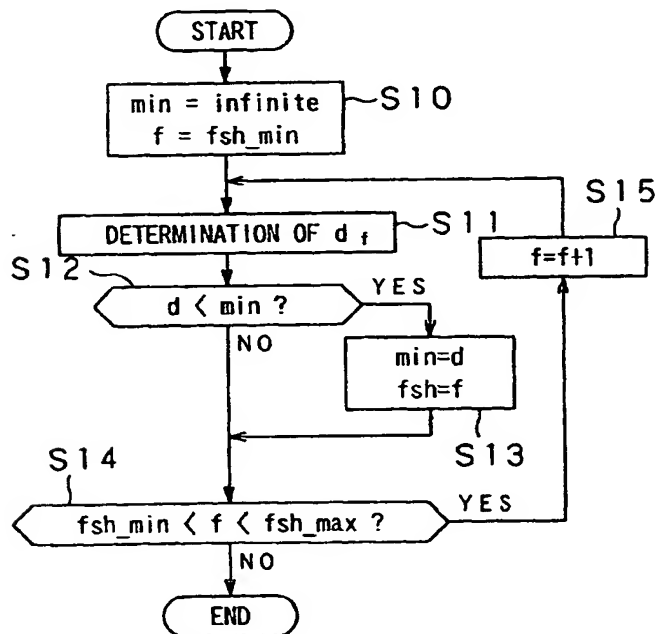 START
min = infinite
f = fsh_min
S10
S15
DETERMINATION OF d f
S11
f=f+1
S12
d < min ?
YES
NO
min=d
fsh=f
S13
S14
fsh_min < f < fsh_max ?
YES
NO
END